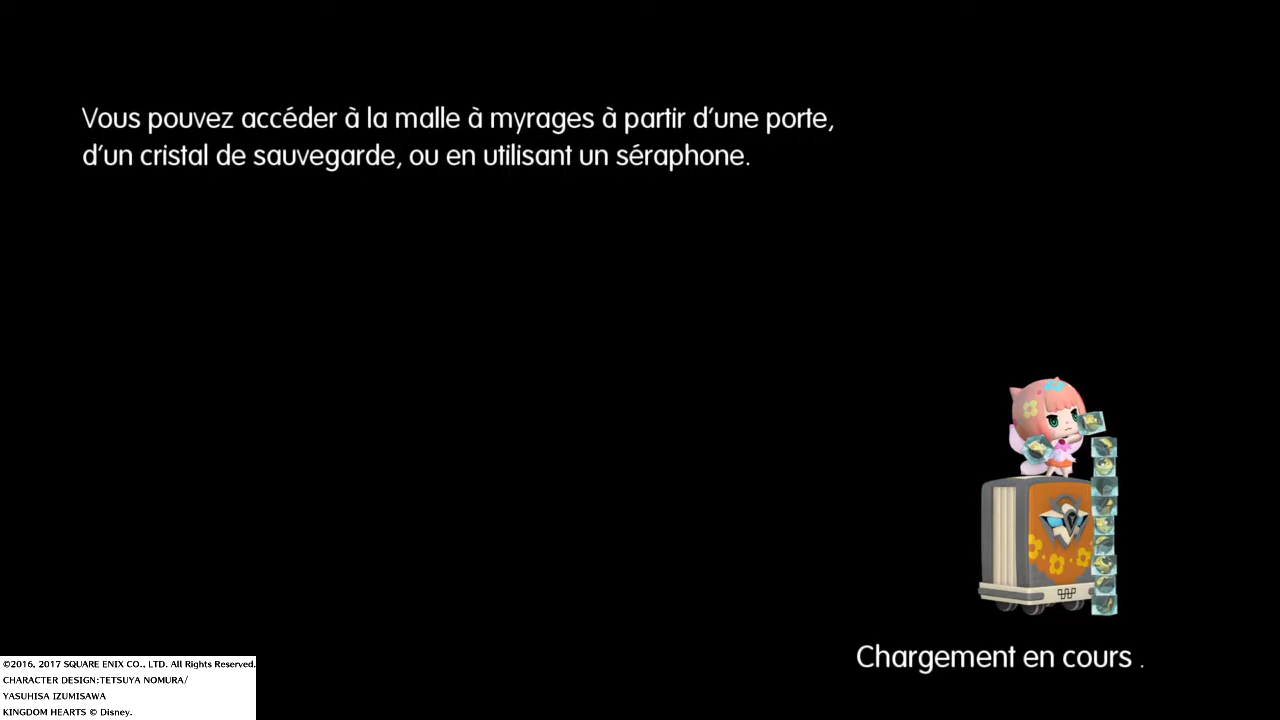 Vous pouvez accéder à la malle à myrages à partir d'une porte,
d'un cristal de sauvegarde, ou en utilisant un séraphone.
Chargement en cours .
©2016, 2017 SQUARE ENIX CO., LTD. All Rights Reserved.
CHARACTER DESIGN:TETSUYA NOMURA/
YASUHISA IZUMISAWA
KINGDOM HEARTS © Disney.